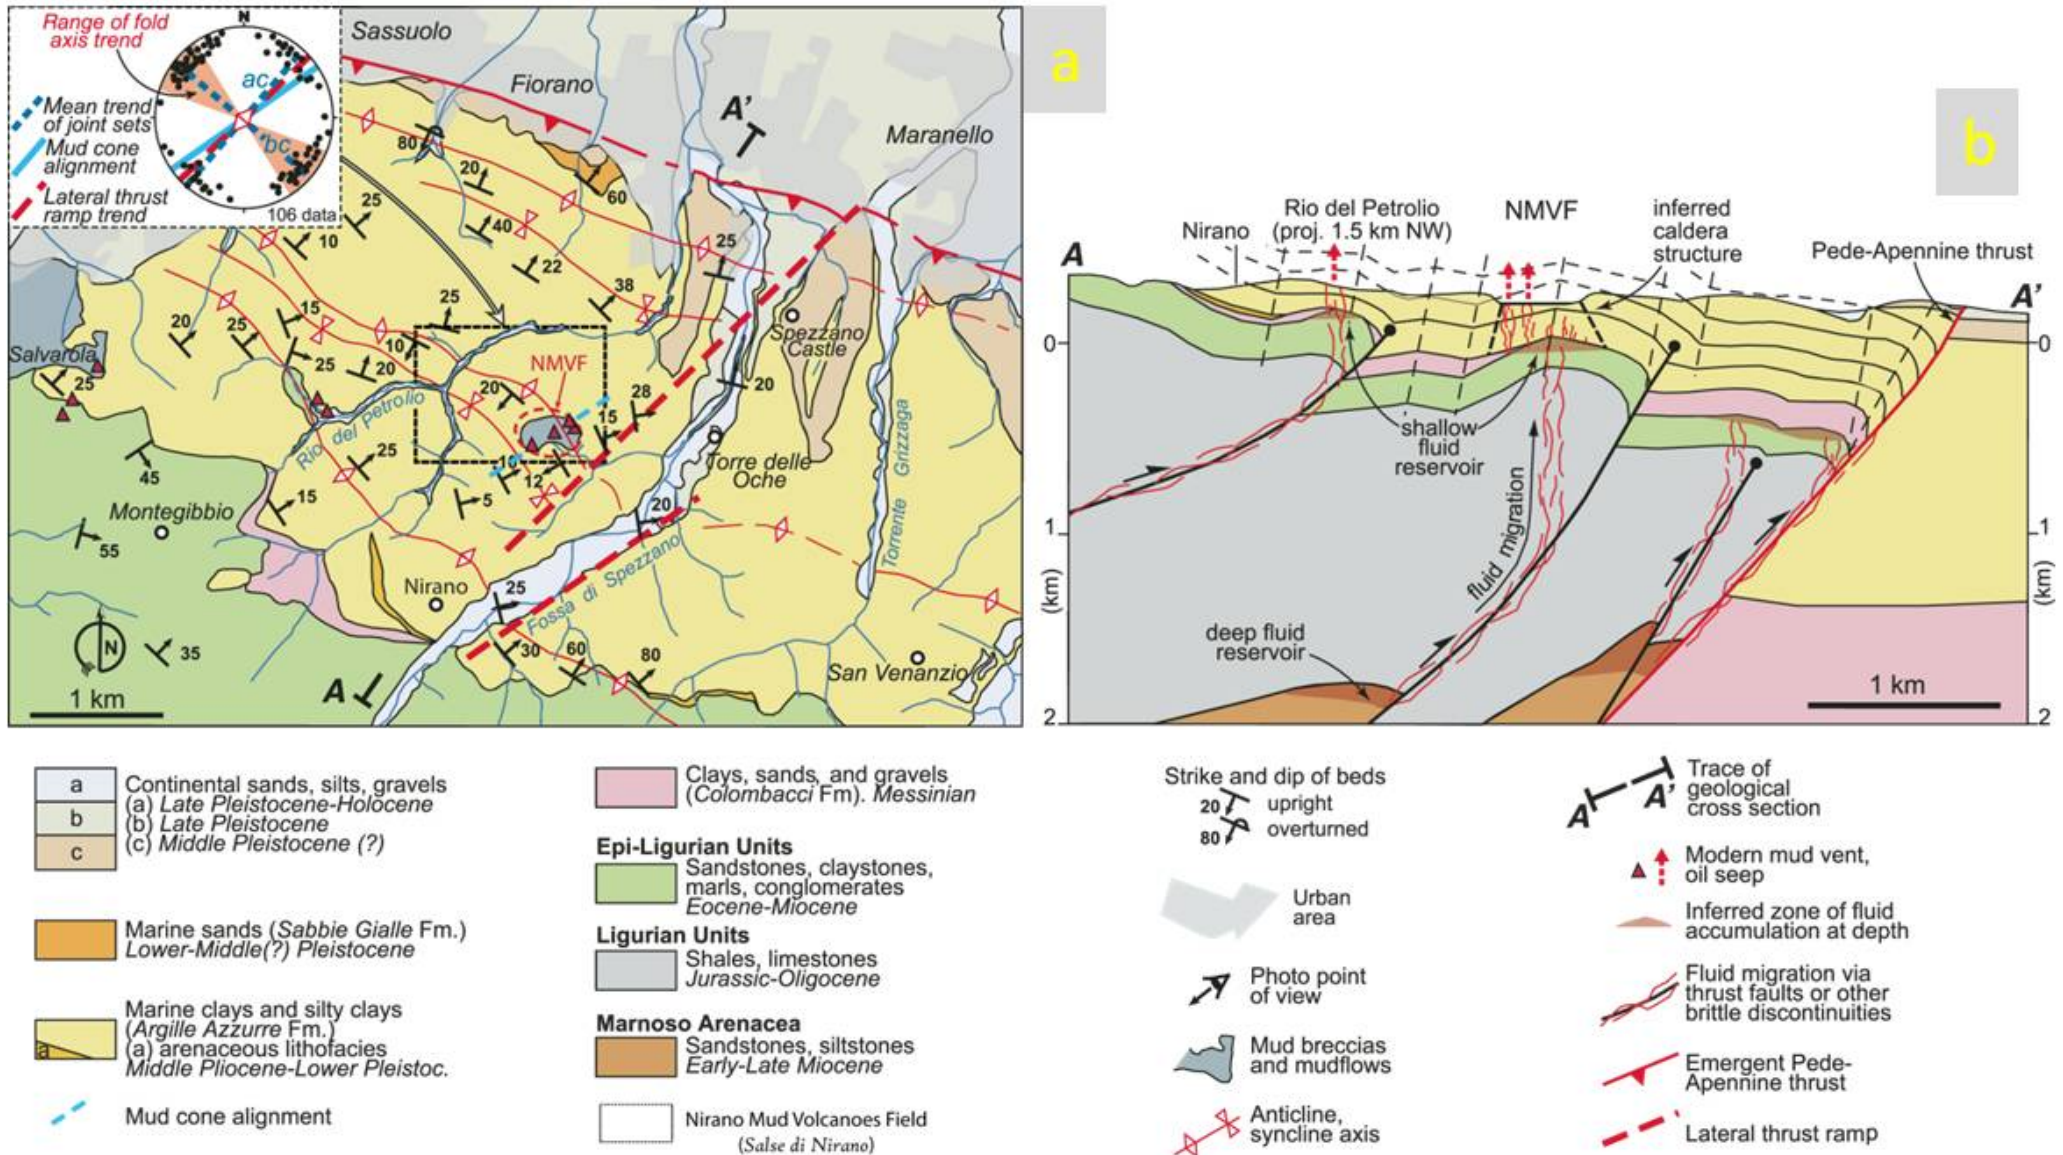 Range of fold
axis trend
N
ac
bc
Mean trend
of joint sets
Mud cone
alignment
Lateral thrust
ramp trend
106 data
Sassuolo
Fiorano
A'
Maranello
a
80
20
60
25
10
40
22
25
38
20
25
15
25
10
25
20
20
NMVF
28
15
20
Spezzano
Castle
Salvarola
25
Rio del Petrolio
25
12
5
20
Torre delle
Oche
Torrente Grizzaga
45
15
Montegibbio
55
Nirano
25
Fossa di Spezzano
N
35
30
60
80
San Venanzio
A
1 km
b
A
Nirano
Rio del Petrolio
(proj. 1.5 km NW)
NMVF
inferred
caldera
structure
Pede-Apennine thrust
A'
0
0
shallow
fluid
reservoir
fluid migration
1
1
(km)
(km)
deep fluid
reservoir
1 km
2
2
a
b
c
Continental sands, silts, gravels
(a) Late Pleistocene-Holocene
(b) Late Pleistocene
(c) Middle Pleistocene (?)
Marine sands (Sabbie Gialle Fm.)
Lower-Middle(?) Pleistocene
a
Marine clays and silty clays
(Argille Azzurre Fm.)
(a) arenaceous lithofacies
Middle Pliocene-Lower Pleistoc.
Mud cone alignment
Clays, sands, and gravels
(Colombacci Fm). Messinian
Epi-Ligurian Units
Sandstones, claystones,
marls, conglomerates
Eocene-Miocene
Ligurian Units
Shales, limestones
Jurassic-Oligocene
Marnoso Arenacea
Sandstones, siltstones
Early-Late Miocene
Nirano Mud Volcanoes Field
(Salse di Nirano)
Strike and dip of beds
20 upright
80 overturned
Urban
area
Photo point
of view
Mud breccias
and mudflows
Anticline,
syncline axis
A A'
Trace of
geological
cross section
Modern mud vent,
oil seep
Inferred zone of fluid
accumulation at depth
Fluid migration via
thrust faults or other
brittle discontinuities
Emergent Pede-
Apennine thrust
Lateral thrust ramp